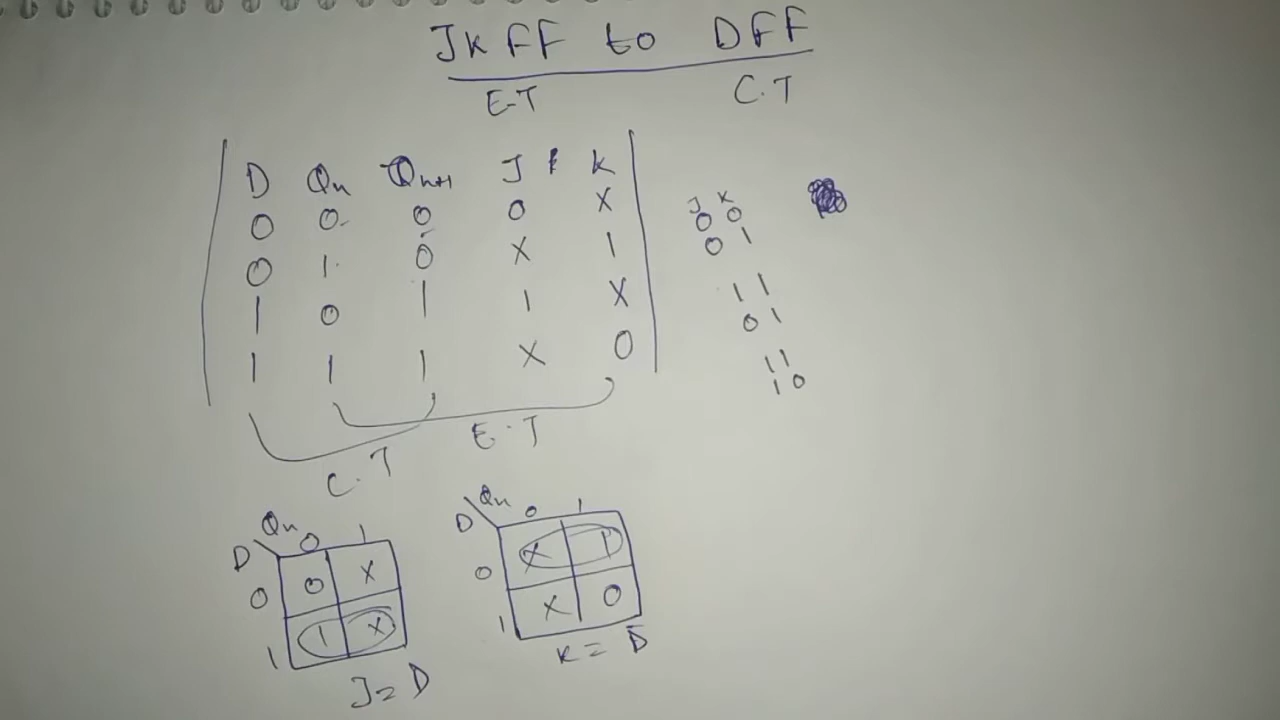 JK FF to DFF
E-T C.T
D Qn Qn+1 J K
0 0 0 0 X
0 1 0 X 1
1 0 1 1 X
1 1 1 X 0
J K
0 0
0 1
1 1
0 1
1 1
1 0
E.T
C.T
Qn
D 0 1
0 0 X
1 1 X
J = D
Qn
D 0 1
0 X 1
1 X 0
K = D̅